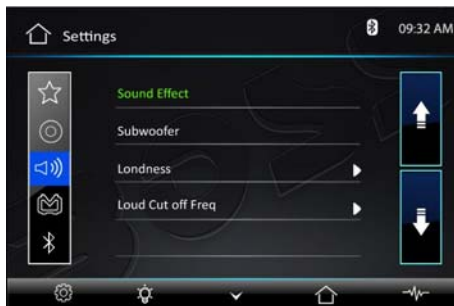 Settings
09:32 AM
Sound Effect
Subwoofer
Londness
Loud Cut off Freq